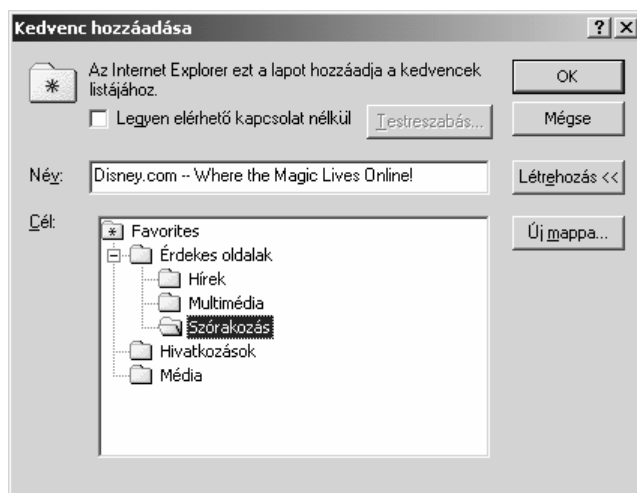 Kedvenc hozzáadása
Az Internet Explorer ezt a lapot hozzáadja a kedvencek
listájához.
Legyen elérhető kapcsolat nélkül
Testreszabás...
OK
Mégse
Név:
Disney.com -- Where the Magic Lives Online!
Létrehozás <<
Cél:
Új mappa...
Favorites
Érdekes oldalak
Hírek
Multimédia
Szórakozás
Hivatkozások
Média